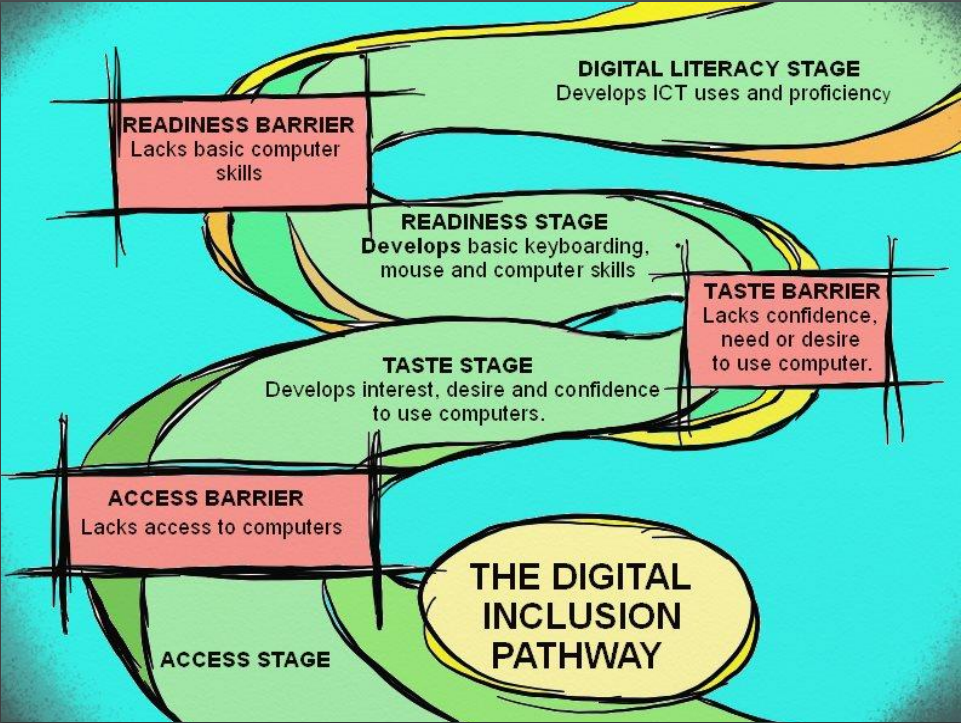 DIGITAL LITERACY STAGE
Develops ICT uses and proficiency
READINESS BARRIER
Lacks basic computer
skills
READINESS STAGE
Develops basic keyboarding,
mouse and computer skills
TASTE BARRIER
Lacks confidence,
need or desire
to use computer.
TASTE STAGE
Develops interest, desire and confidence
to use computers.
ACCESS BARRIER
Lacks access to computers
THE DIGITAL
INCLUSION
PATHWAY
ACCESS STAGE